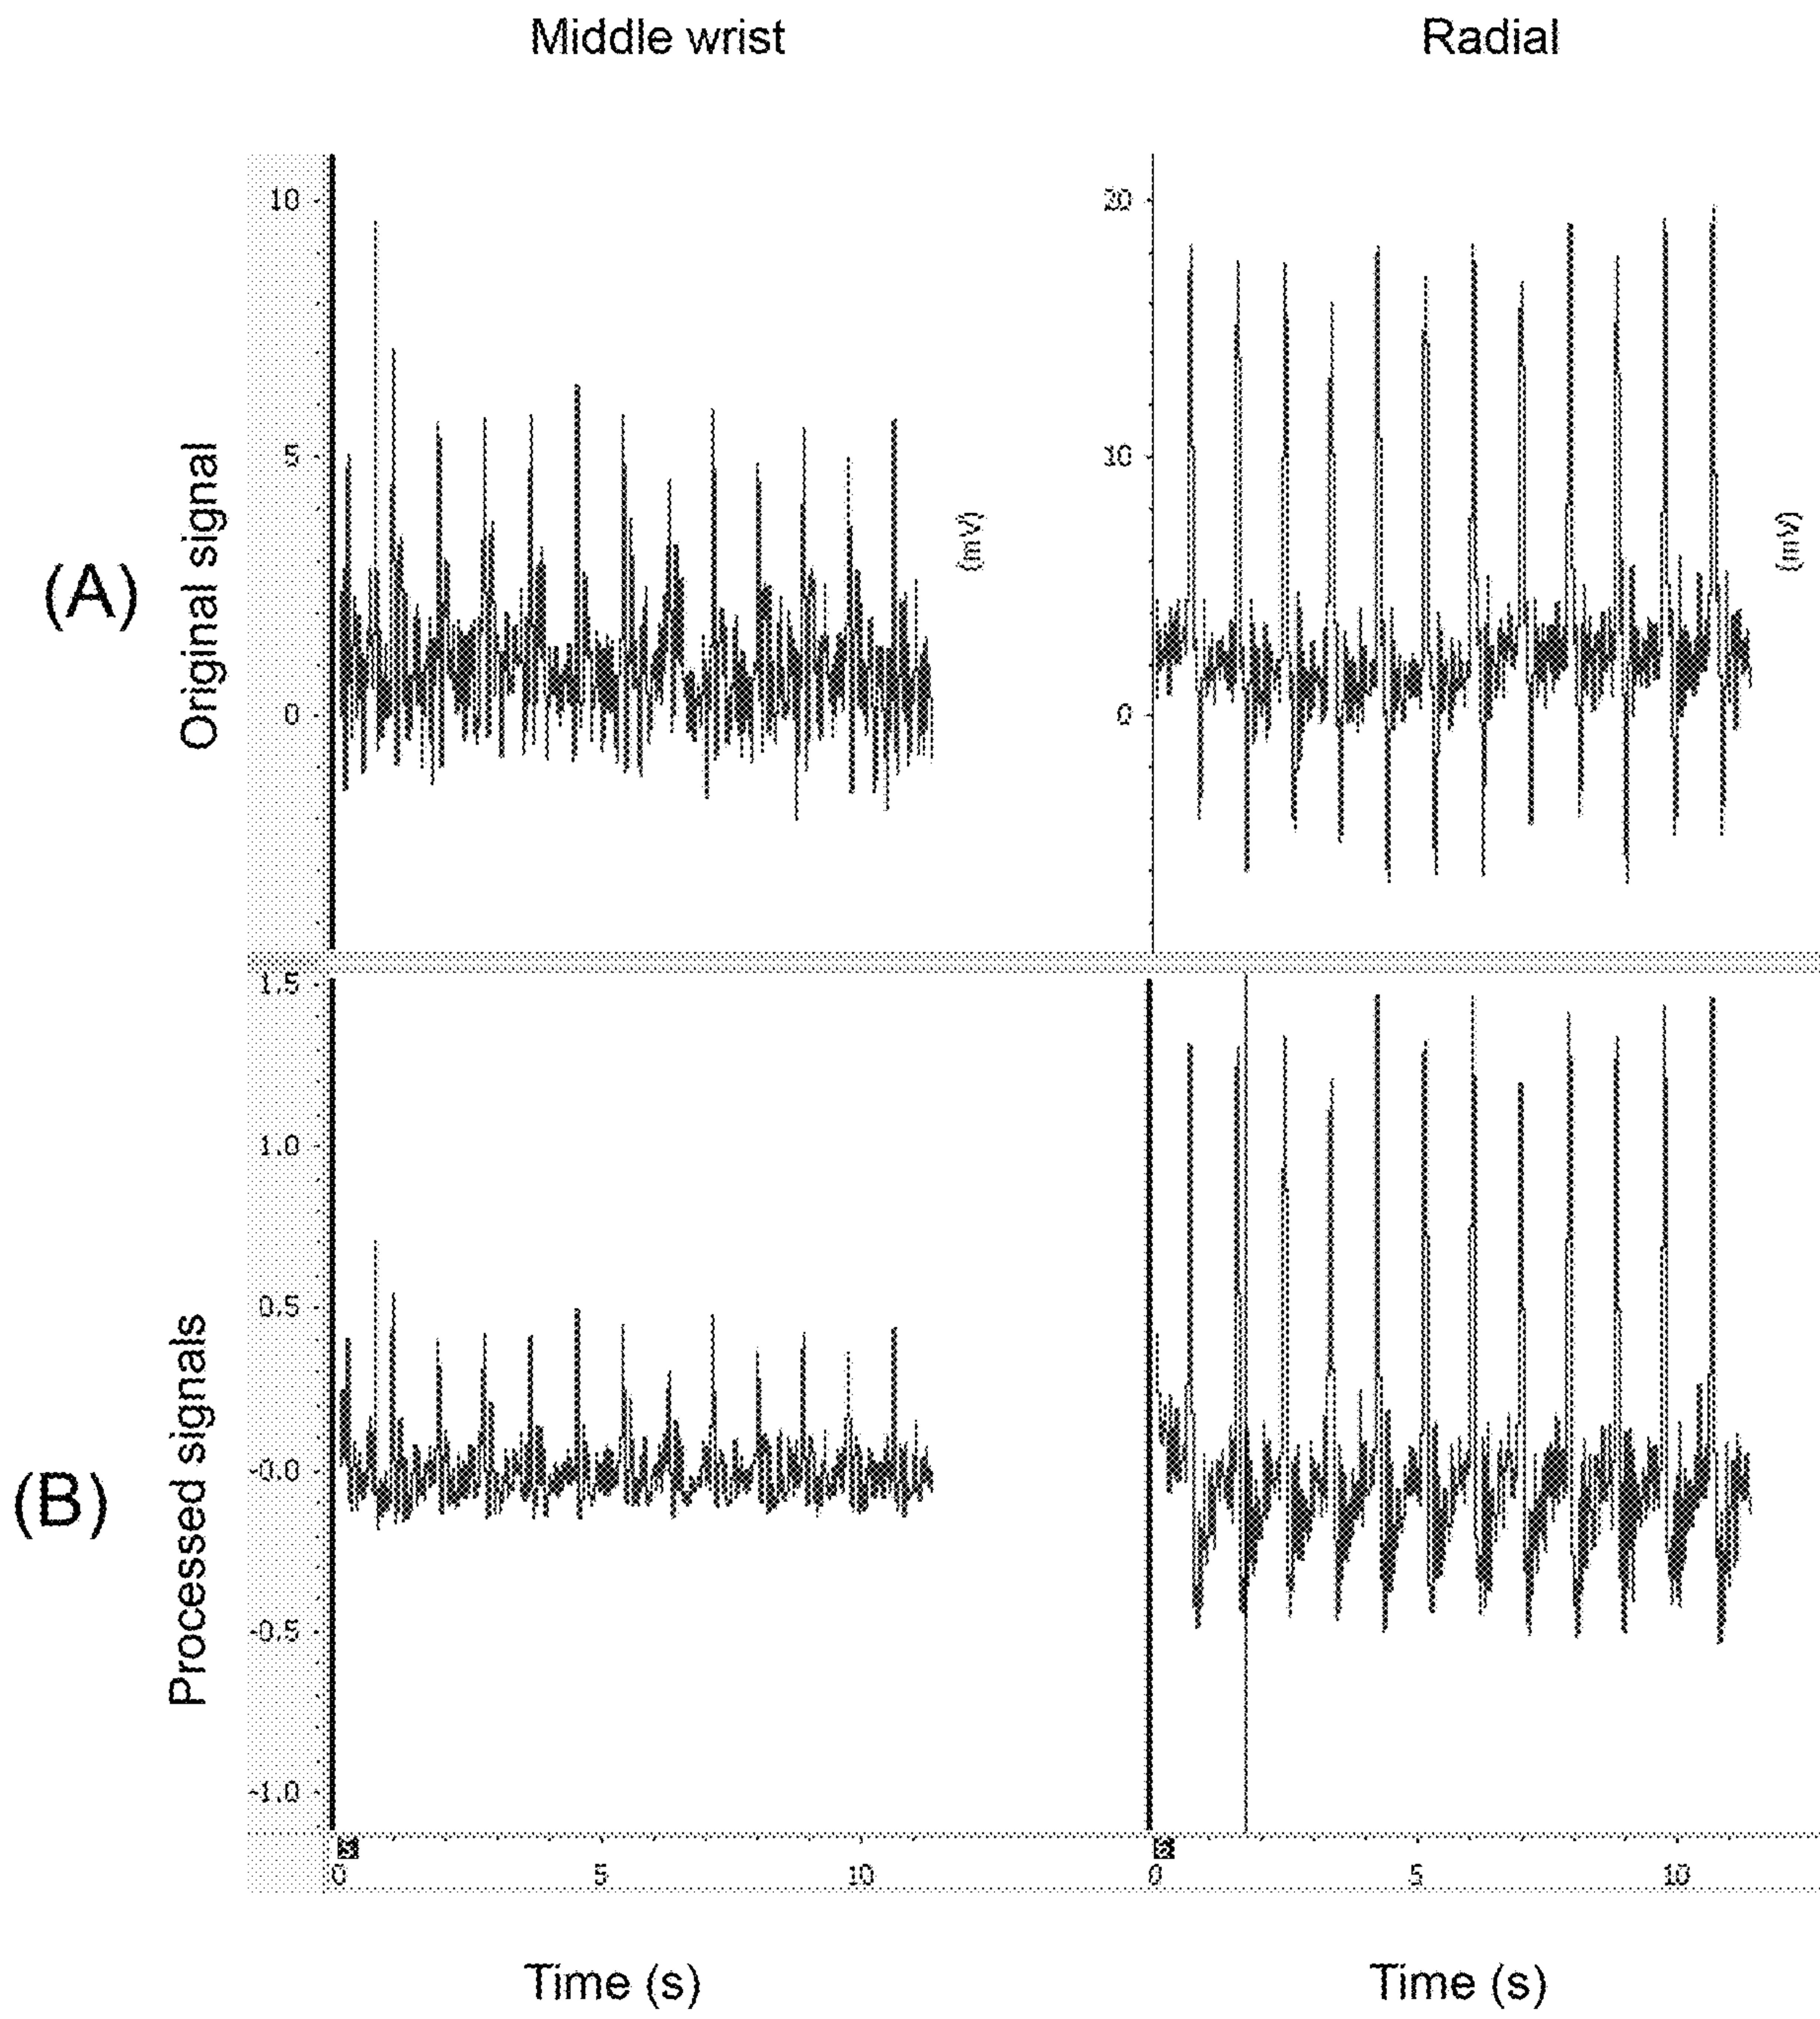 Middle wrist Radial
10 20
5 10
(mV) (mV)
(A) Original signal
0 0
1.5
1.0
0.5
-0.0
(B) Processed signals
-0.5
-1.0
0 5 10 0 5 10
Time (s) Time (s)